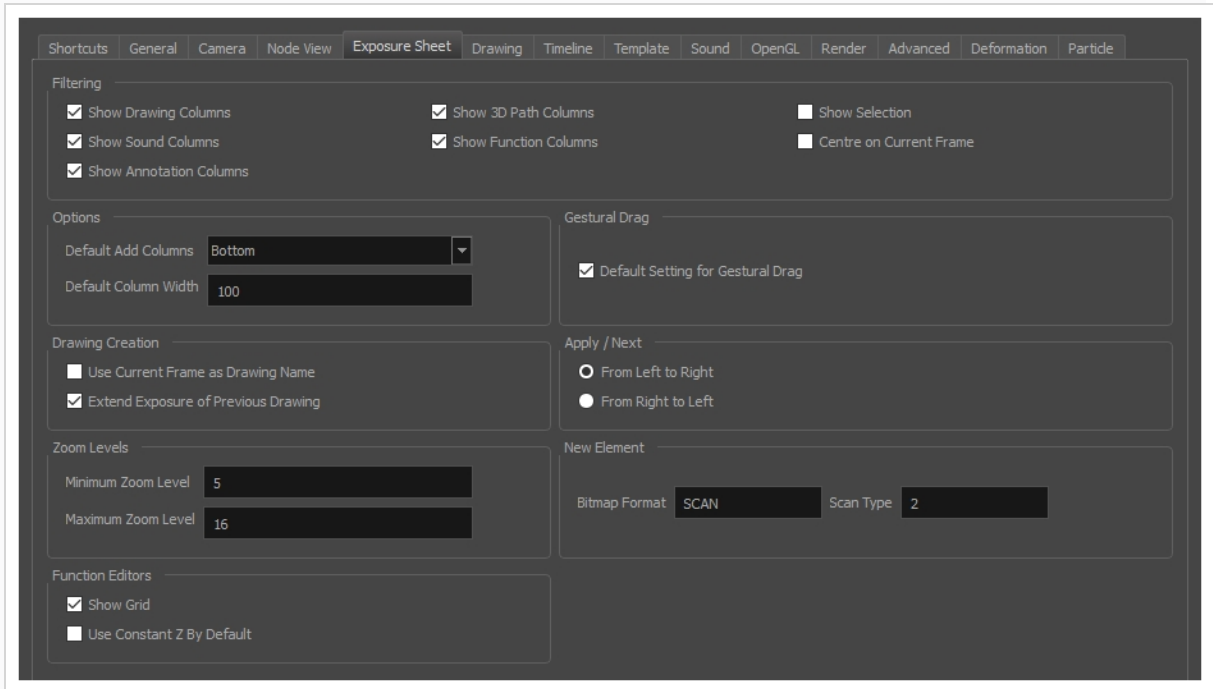 Shortcuts General Camera Node View Exposure Sheet Drawing Timeline Template Sound OpenGL Render Advanced Deformation Particle
Filtering
Show Drawing Columns Show 3D Path Columns Show Selection
Show Sound Columns Show Function Columns Centre on Current Frame
Show Annotation Columns
Options
Default Add Columns Bottom
Default Column Width 100
Gestural Drag
Default Setting for Gestural Drag
Drawing Creation
Use Current Frame as Drawing Name
Extend Exposure of Previous Drawing
Apply / Next
From Left to Right
From Right to Left
Zoom Levels
Minimum Zoom Level 5
Maximum Zoom Level 16
New Element
Bitmap Format SCAN Scan Type 2
Function Editors
Show Grid
Use Constant Z By Default